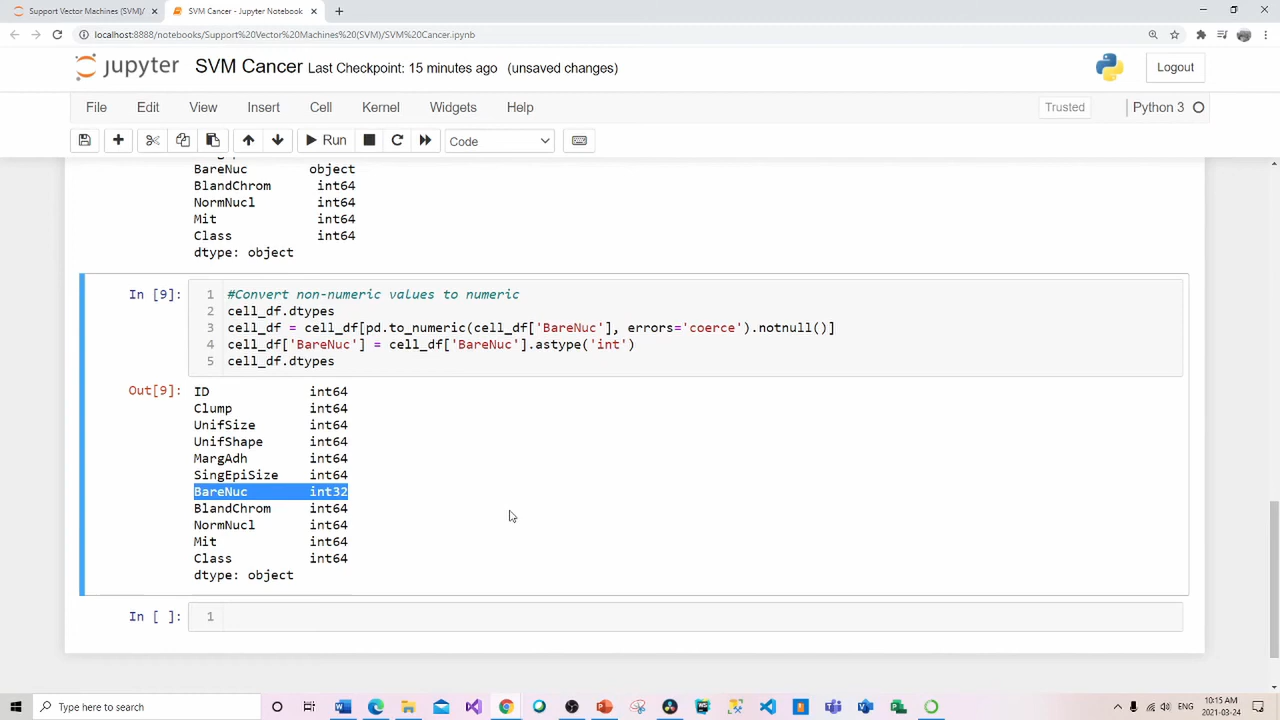 Support Vector Machines (SVM)/
SVM Cancer - Jupyter Notebook
localhost:8888/notebooks/Support%20Vector%20Machines%20(SVM)/SVM%20Cancer.ipynb
jupyter SVM Cancer Last Checkpoint: 15 minutes ago (unsaved changes)
Logout
File Edit View Insert Cell Kernel Widgets Help
Trusted
Python 3
Run
Code
BareNuc object
BlandChrom int64
NormNucl int64
Mit int64
Class int64
dtype: object
In [9]:
1 #Convert non-numeric values to numeric
2 cell_df.dtypes
3 cell_df = cell_df[pd.to_numeric(cell_df['BareNuc'], errors='coerce').notnull()]
4 cell_df['BareNuc'] = cell_df['BareNuc'].astype('int')
5 cell_df.dtypes
Out[9]:
ID int64
Clump int64
UnifSize int64
UnifShape int64
MargAdh int64
SingEpiSize int64
BareNuc int32
BlandChrom int64
NormNucl int64
Mit int64
Class int64
dtype: object
In [ ]: 1
Type here to search
10:15 AM
2021-03-24